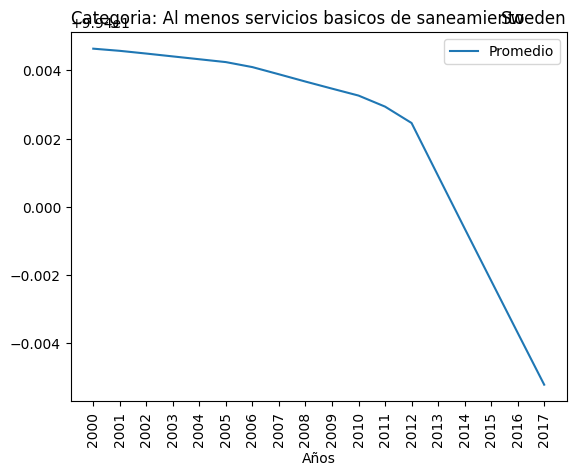 Categoria: Al menos servicios basicos de saneamiento Sweden
+9.94e1
Promedio
0.004
0.002
0.000
−0.002
−0.004
2000 2001 2002 2003 2004 2005 2006 2007 2008 2009 2010 2011 2012 2013 2014 2015 2016 2017
Años